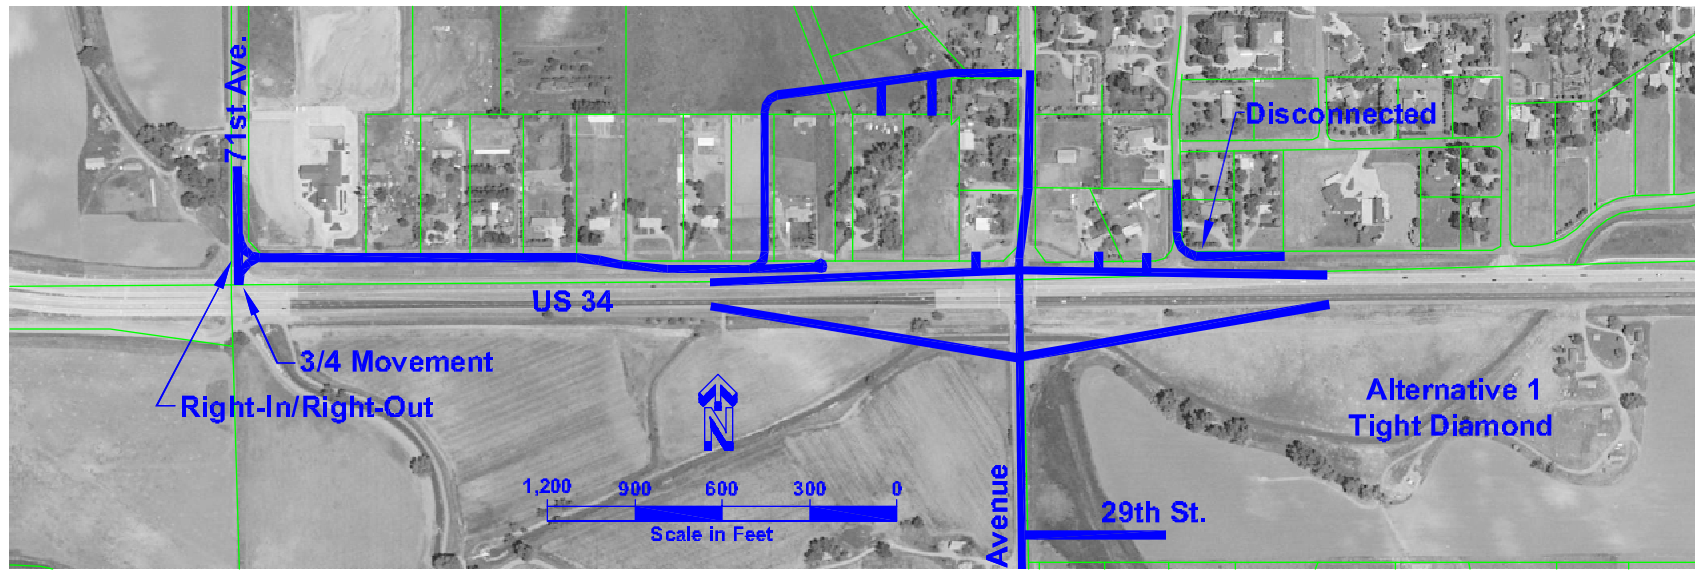 71st Ave.
Disconnected
US 34
3/4 Movement
Right-In/Right-Out
Alternative 1
Tight Diamond
N
1,200 900 600 300 0
Scale in Feet
Avenue
29th St.